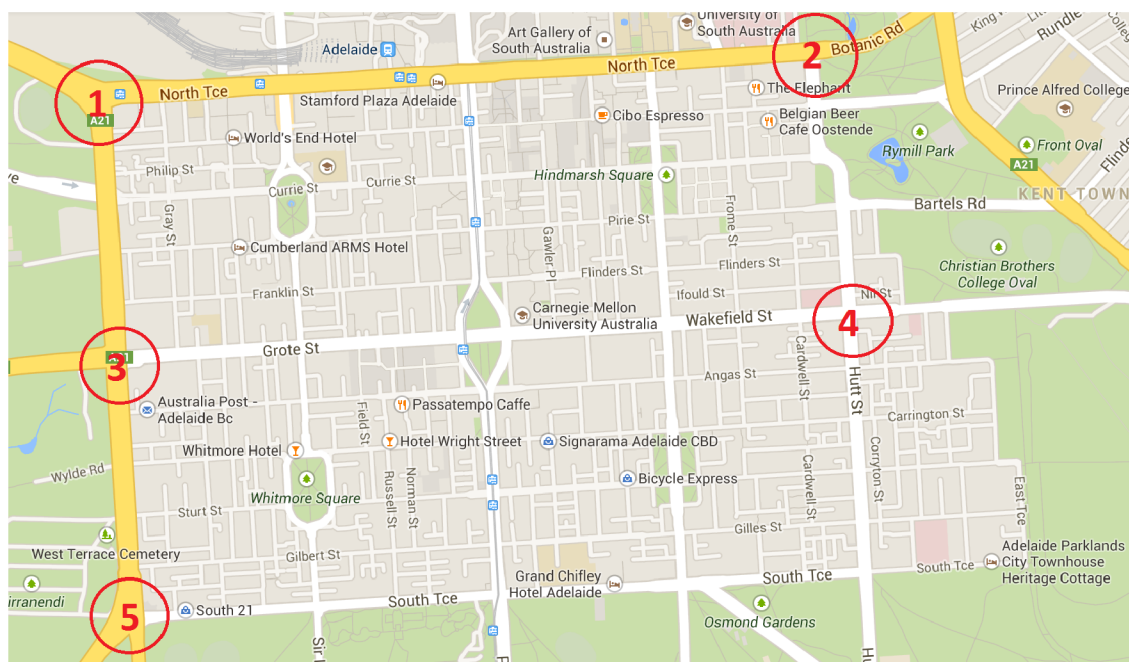 University of
South Australia
Art Gallery of
South Australia
Adelaide
2
Botanic Rd
North Tce
1
North Tce
A21
Stamford Plaza Adelaide
The Elephant
Prince Alfred College
Cibo Espresso
Belgian Beer
Cafe Oostende
World's End Hotel
Rymill Park
Front Oval
A21
KENT TOWN
Philip St
Currie St
Currie St
Hindmarsh Square
Gray St
Frome St
Bartels Rd
Pirie St
Cumberland ARMS Hotel
Gawler Pl
Flinders St
Flinders St
Christian Brothers
College Oval
Franklin St
Ifould St
Nil St
Carnegie Mellon
University Australia
Wakefield St
4
Grote St
3
Cardwell St
Hutt St
Angas St
Australia Post -
Adelaide Bc
Passatempo Caffe
Field St
Carrington St
Hotel Wright Street
Signarama Adelaide CBD
Whitmore Hotel
Wylde Rd
Norman St
Russell St
Bicycle Express
Cardwell St
Corryton St
Whitmore Square
East Tce
Sturt St
Gilles St
West Terrace Cemetery
Gilbert St
Adelaide Parklands
City Townhouse
Heritage Cottage
Grand Chifley
Hotel Adelaide
South Tce
South Tce
South Tce
5
South 21
Osmond Gardens